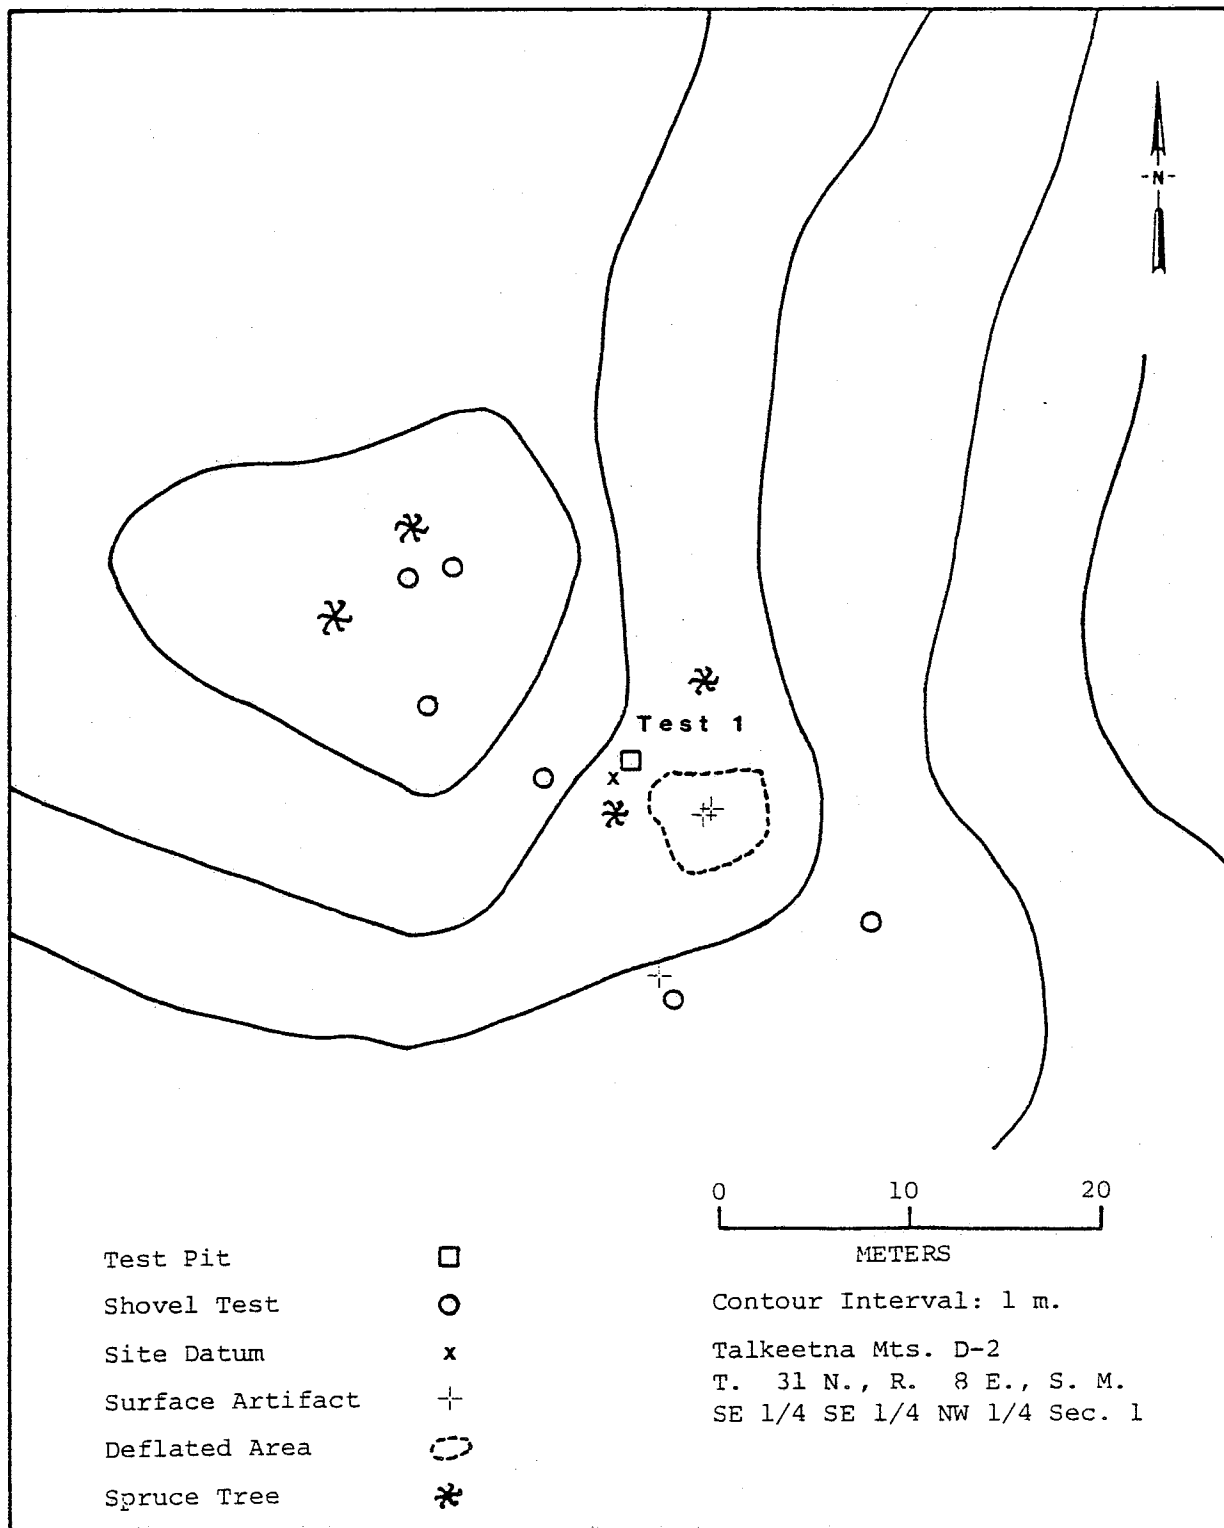 -N-
Test 1
x
0 10 20
METERS
Test Pit
Shovel Test
Site Datum x
Surface Artifact
Deflated Area
Spruce Tree
Contour Interval: 1 m.
Talkeetna Mts. D-2
T. 31 N., R. 8 E., S. M.
SE 1/4 SE 1/4 NW 1/4 Sec. 1